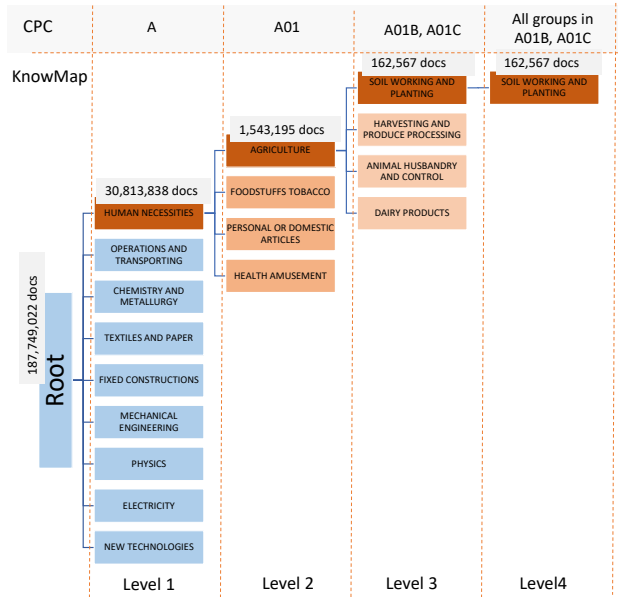 CPC
A
A01
A01B, A01C
All groups in
A01B, A01C
KnowMap
162,567 docs
162,567 docs
SOIL WORKING AND
PLANTING
SOIL WORKING AND
PLANTING
1,543,195 docs
HARVESTING AND
PRODUCE PROCESSING
AGRICULTURE
ANIMAL HUSBANDRY
AND CONTROL
30,813,838 docs
FOODSTUFFS TOBACCO
HUMAN NECESSITIES
DAIRY PRODUCTS
PERSONAL OR DOMESTIC
ARTICLES
OPERATIONS AND
TRANSPORTING
HEALTH AMUSEMENT
CHEMISTRY AND
METALLURGY
187,749,022 docs
Root
TEXTILES AND PAPER
FIXED CONSTRUCTIONS
MECHANICAL
ENGINEERING
PHYSICS
ELECTRICITY
NEW TECHNOLOGIES
Level 1
Level 2
Level 3
Level4